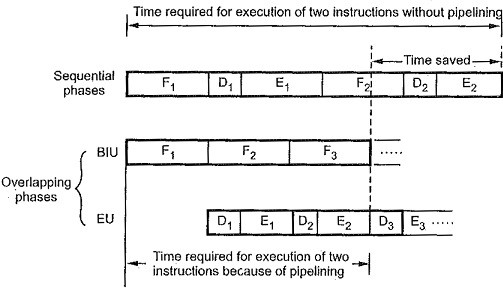 Time required for execution of two instructions without pipelining
Time saved
Sequential
phases
F1 D1 E1 F2 D2 E2
BIU
F1 F2 F3 .....
Overlapping
phases
EU
D1 E1 D2 E2 D3 E3 .....
Time required for execution of two
instructions because of pipelining